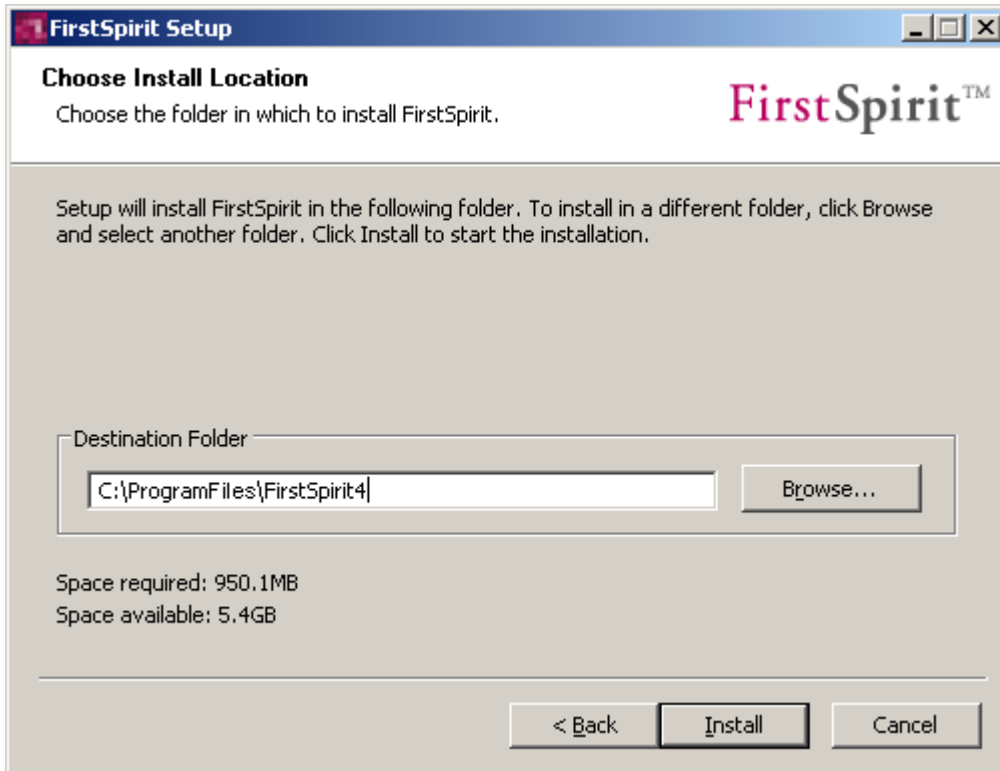 FirstSpirit Setup
Choose Install Location
Choose the folder in which to install FirstSpirit.
FirstSpirit™
Setup will install FirstSpirit in the following folder. To install in a different folder, click Browse
and select another folder. Click Install to start the installation.
Destination Folder
C:\ProgramFiles\FirstSpirit4
Browse...
Space required: 950.1MB
Space available: 5.4GB
< Back
Install
Cancel